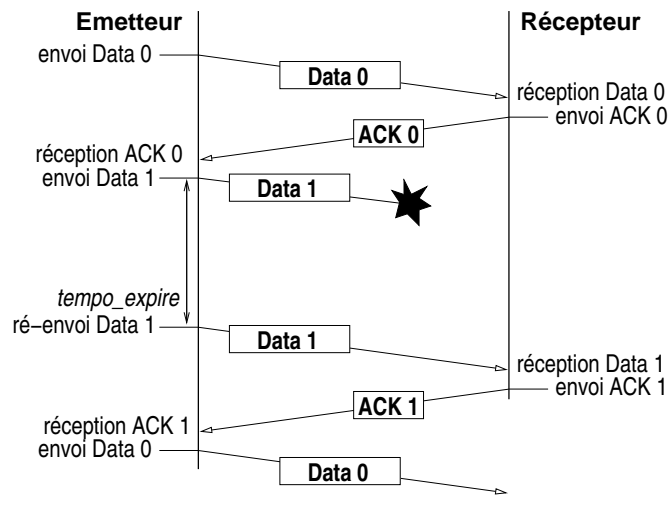 Emetteur
Récepteur
envoi Data 0
Data 0
réception Data 0
envoi ACK 0
ACK 0
réception ACK 0
envoi Data 1
Data 1
tempo_expire
ré−envoi Data 1
Data 1
réception Data 1
envoi ACK 1
ACK 1
réception ACK 1
envoi Data 0
Data 0